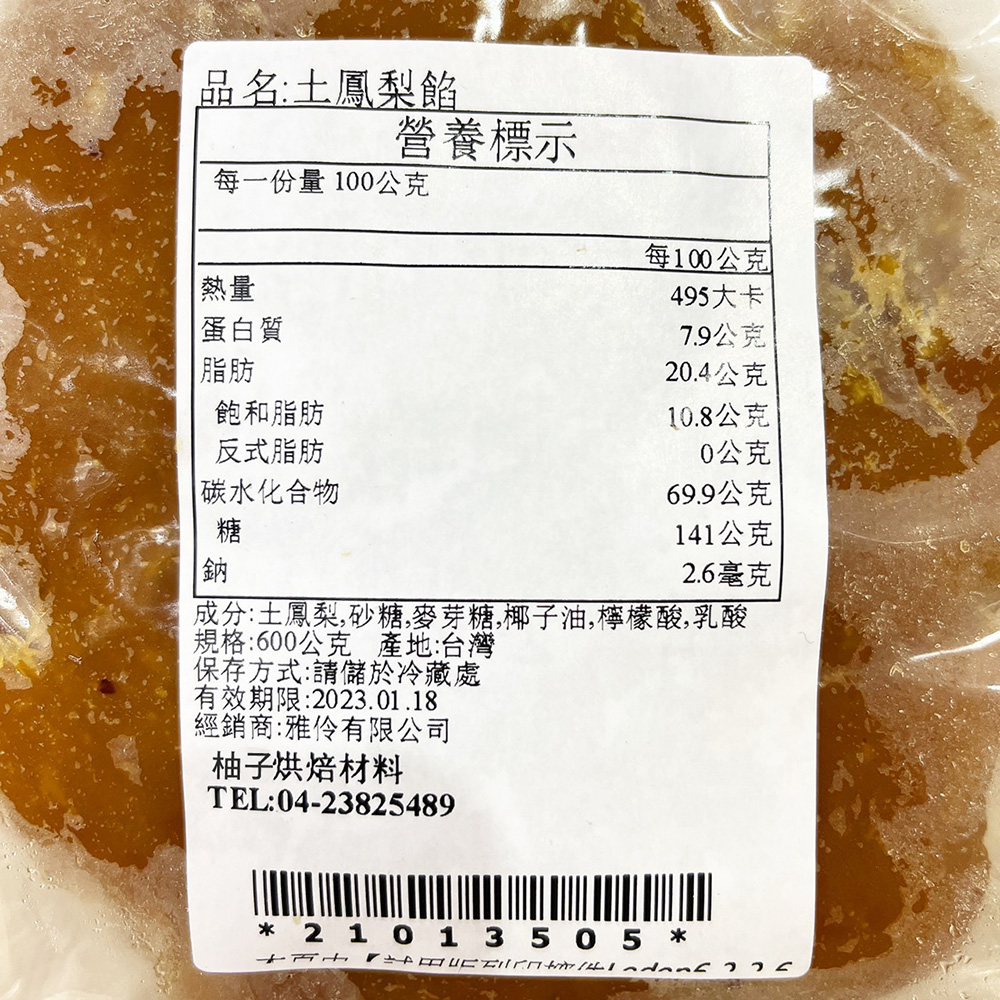 品名:土鳳梨餡
營養標示
每一份量 100公克
每100公克
熱量 495大卡
蛋白質 7.9公克
脂肪 20.4公克
飽和脂肪 10.8公克
反式脂肪 0公克
碳水化合物 69.9公克
糖 141公克
鈉 2.6毫克
成分:土鳳梨,砂糖,麥芽糖,椰子油,檸檬酸,乳酸
規格:600公克 產地:台灣
保存方式:請儲於冷藏處
有效期限:2023.01.18
經銷商:雅伶有限公司
柚子烘焙材料
TEL:04-23825489
*21013505*